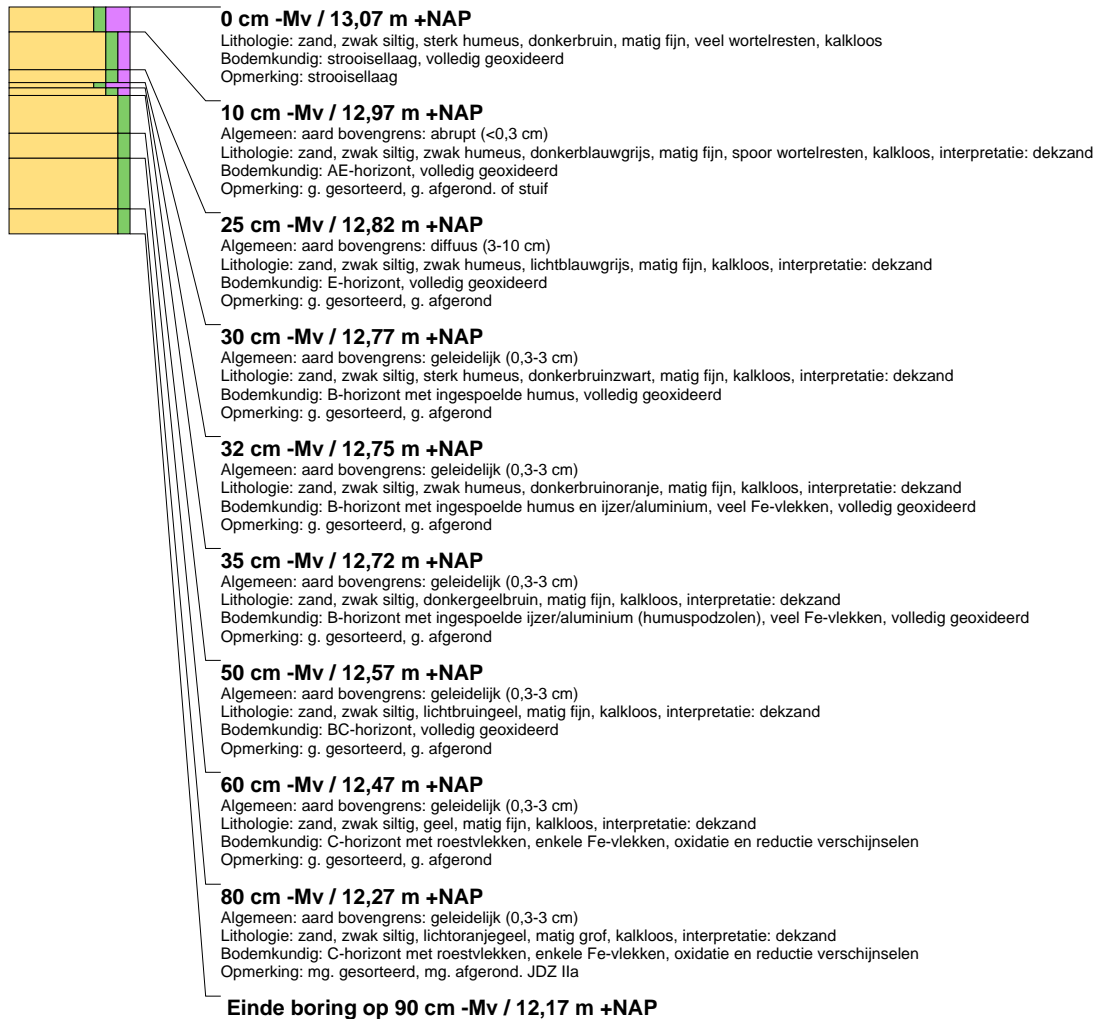 0 cm -Mv / 13,07 m +NAP
Lithologie: zand, zwak siltig, sterk humeus, donkerbruin, matig fijn, veel wortelresten, kalkloos
Bodemkundig: strooisellaag, volledig geoxideerd
Opmerking: strooisellaag
10 cm -Mv / 12,97 m +NAP
Algemeen: aard bovengrens: abrupt (<0,3 cm)
Lithologie: zand, zwak siltig, zwak humeus, donkerblauwgrijs, matig fijn, spoor wortelresten, kalkloos, interpretatie: dekzand
Bodemkundig: AE-horizont, volledig geoxideerd
Opmerking: g. gesorteerd, g. afgerond. of stuif
25 cm -Mv / 12,82 m +NAP
Algemeen: aard bovengrens: diffuus (3-10 cm)
Lithologie: zand, zwak siltig, zwak humeus, lichtblauwgrijs, matig fijn, kalkloos, interpretatie: dekzand
Bodemkundig: E-horizont, volledig geoxideerd
Opmerking: g. gesorteerd, g. afgerond
30 cm -Mv / 12,77 m +NAP
Algemeen: aard bovengrens: geleidelijk (0,3-3 cm)
Lithologie: zand, zwak siltig, sterk humeus, donkerbruinzwart, matig fijn, kalkloos, interpretatie: dekzand
Bodemkundig: B-horizont met ingespoelde humus, volledig geoxideerd
Opmerking: g. gesorteerd, g. afgerond
32 cm -Mv / 12,75 m +NAP
Algemeen: aard bovengrens: geleidelijk (0,3-3 cm)
Lithologie: zand, zwak siltig, zwak humeus, donkerbruinoranje, matig fijn, kalkloos, interpretatie: dekzand
Bodemkundig: B-horizont met ingespoelde humus en ijzer/aluminium, veel Fe-vlekken, volledig geoxideerd
Opmerking: g. gesorteerd, g. afgerond
35 cm -Mv / 12,72 m +NAP
Algemeen: aard bovengrens: geleidelijk (0,3-3 cm)
Lithologie: zand, zwak siltig, donkergeelbruin, matig fijn, kalkloos, interpretatie: dekzand
Bodemkundig: B-horizont met ingespoelde ijzer/aluminium (humuspodzolen), veel Fe-vlekken, volledig geoxideerd
Opmerking: g. gesorteerd, g. afgerond
50 cm -Mv / 12,57 m +NAP
Algemeen: aard bovengrens: geleidelijk (0,3-3 cm)
Lithologie: zand, zwak siltig, lichtbruingeel, matig fijn, kalkloos, interpretatie: dekzand
Bodemkundig: BC-horizont, volledig geoxideerd
Opmerking: g. gesorteerd, g. afgerond
60 cm -Mv / 12,47 m +NAP
Algemeen: aard bovengrens: geleidelijk (0,3-3 cm)
Lithologie: zand, zwak siltig, geel, matig fijn, kalkloos, interpretatie: dekzand
Bodemkundig: C-horizont met roestvlekken, enkele Fe-vlekken, oxidatie en reductie verschijnselen
Opmerking: g. gesorteerd, g. afgerond
80 cm -Mv / 12,27 m +NAP
Algemeen: aard bovengrens: geleidelijk (0,3-3 cm)
Lithologie: zand, zwak siltig, lichtoranjegeel, matig grof, kalkloos, interpretatie: dekzand
Bodemkundig: C-horizont met roestvlekken, enkele Fe-vlekken, oxidatie en reductie verschijnselen
Opmerking: mg. gesorteerd, mg. afgerond. JDZ IIa
Einde boring op 90 cm -Mv / 12,17 m +NAP